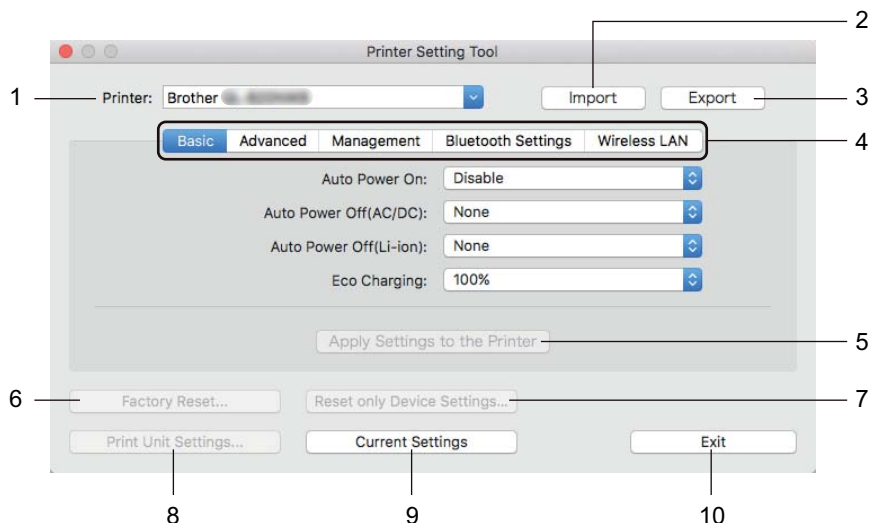 2
Printer Setting Tool
1 Printer: Brother Import Export 3
Basic Advanced Management Bluetooth Settings Wireless LAN 4
Auto Power On: Disable
Auto Power Off(AC/DC): None
Auto Power Off(Li-ion): None
Eco Charging: 100%
Apply Settings to the Printer 5
6 Factory Reset... Reset only Device Settings... 7
Print Unit Settings... Current Settings Exit
8 9 10